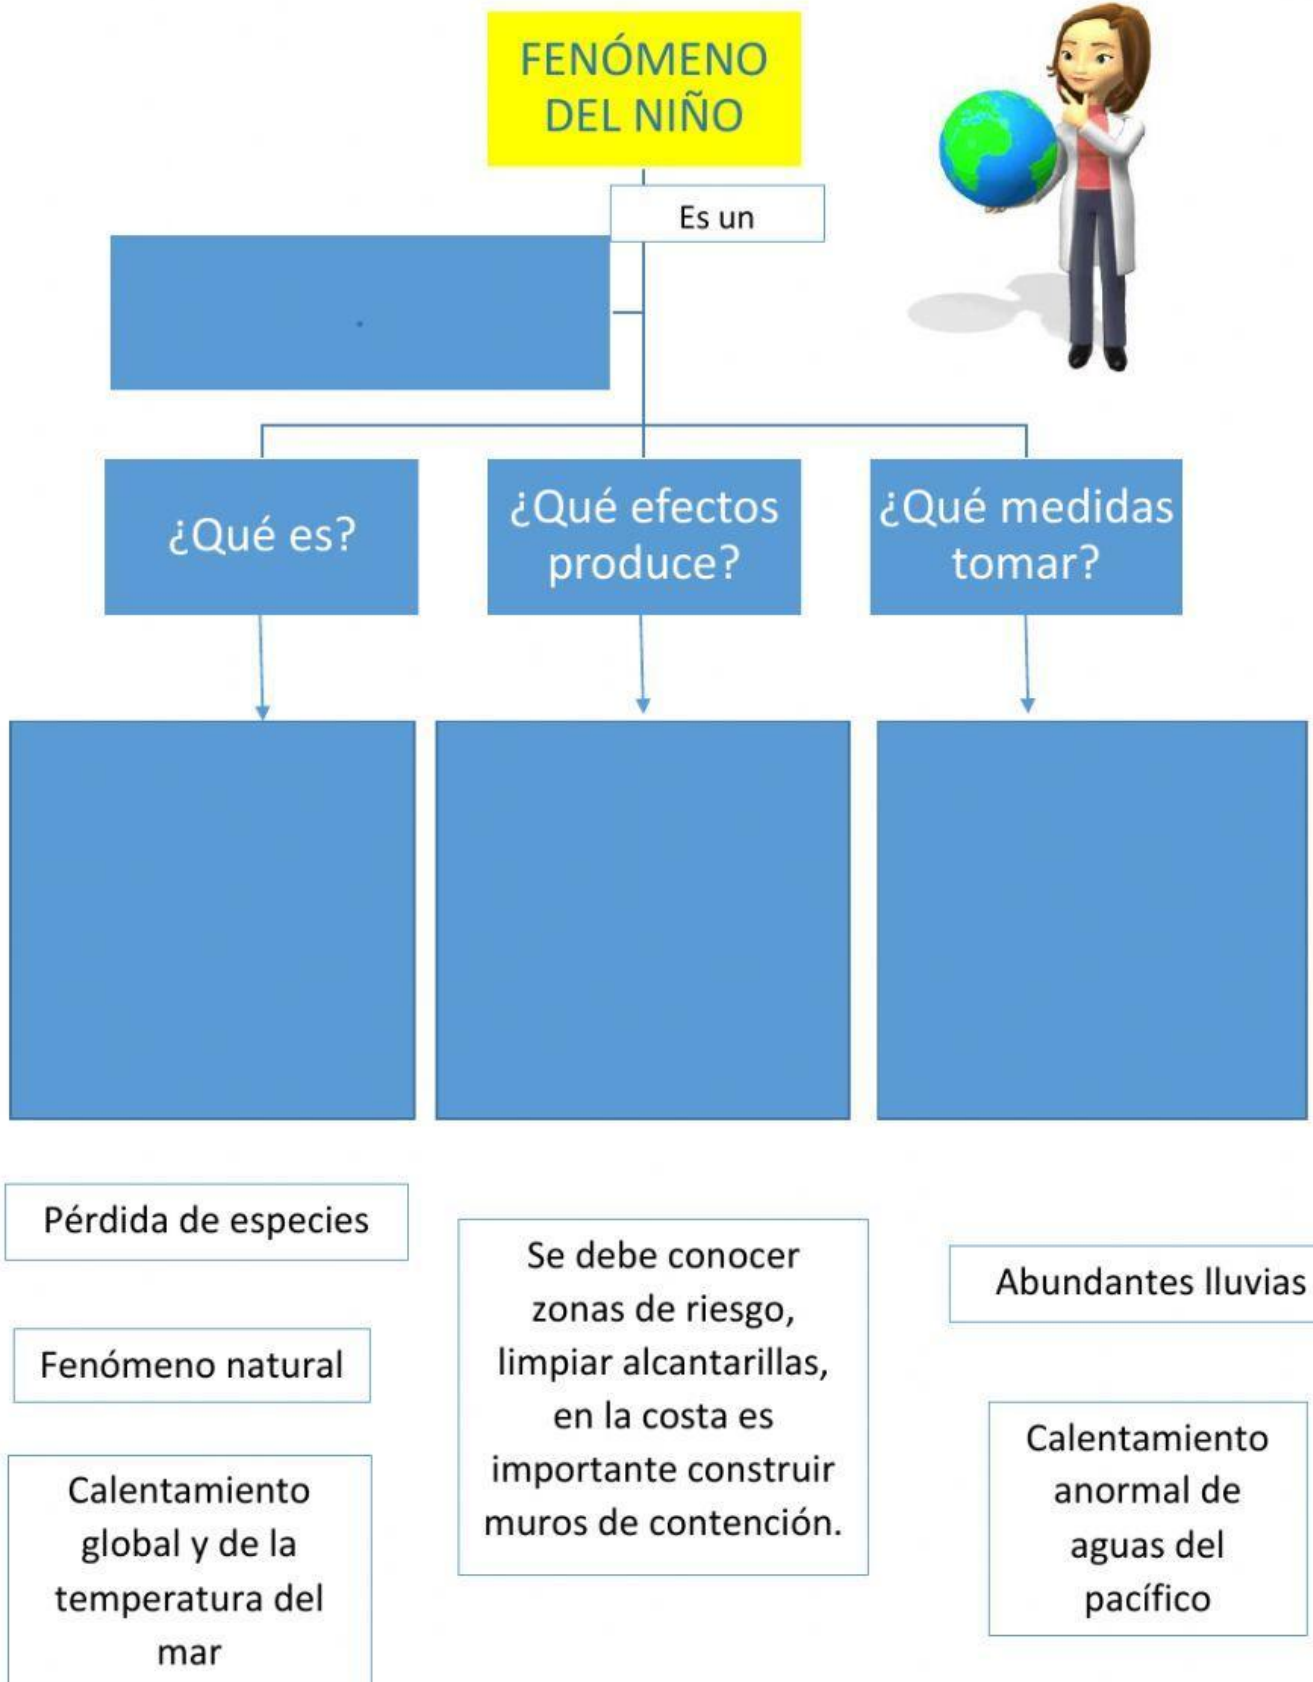 FENÓMENO
DEL NIÑO
Es un
.
¿Qué es?
¿Qué efectos
produce?
¿Qué medidas
tomar?
Pérdida de especies
Fenómeno natural
Calentamiento
global y de la
temperatura del
mar
Se debe conocer
zonas de riesgo,
limpiar alcantarillas,
en la costa es
importante construir
muros de contención.
Abundantes lluvias
Calentamiento
anormal de
aguas del
pacífico